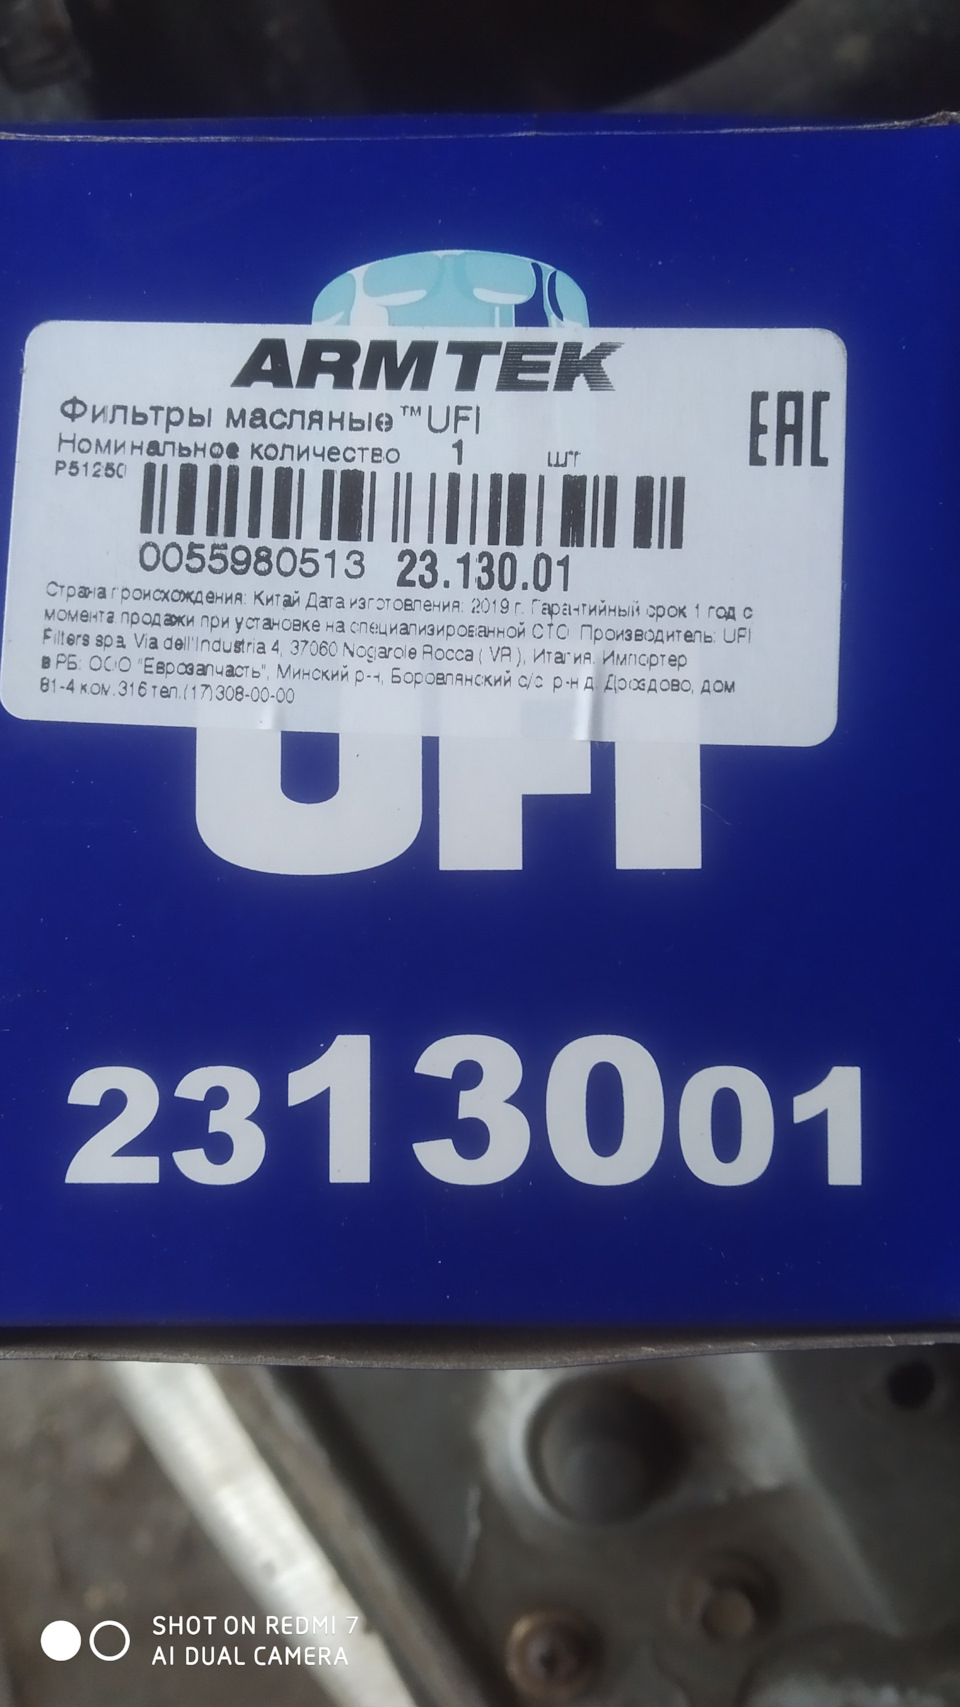 ARMTEK
Фильтры масляные ™UFI
EAC
Номинальное количество 1 шт
P51250
0055980513 23.130.01
Страна происхождения: Китай Дата изготовления: 2019 г. Гарантийный срок 1 год с
момента продажи при установке на специализированной СТО Производитель: UFI
Filters spa, Via dell'Industria 4, 37060 Nogarole Rocca ( VR ), Италия. Импортер
в РБ: ООО "Еврозапчасть", Минский р-н, Боровлянский с/с р-н д. Дроздово, дом
81-4 ком.316 тел.(17)308-00-00
UFI
2313001
SHOT ON REDMI 7
AI DUAL CAMERA